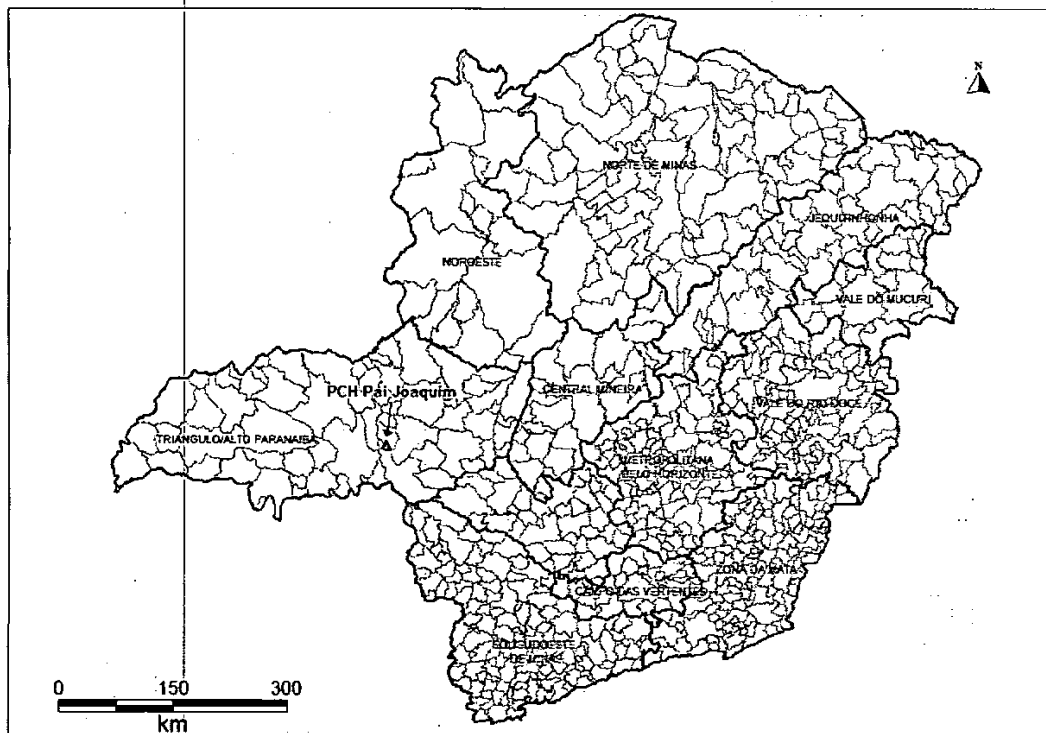 N
NORTE DE MINAS
JEQUITINHONHA
NOROESTE
VALE DO MUCURI
CENTRAL MINEIRA
PCH Pai Joaquim
VALE DO RIO DOCE
TRIANGULO/ALTO PARANAIBA
METROPOLITANA
BELO HORIZONTE
ZONA DA MATA
CAMPO DAS VERTENTES
SUL/SUDOESTE
DE MINAS
0 150 300
km